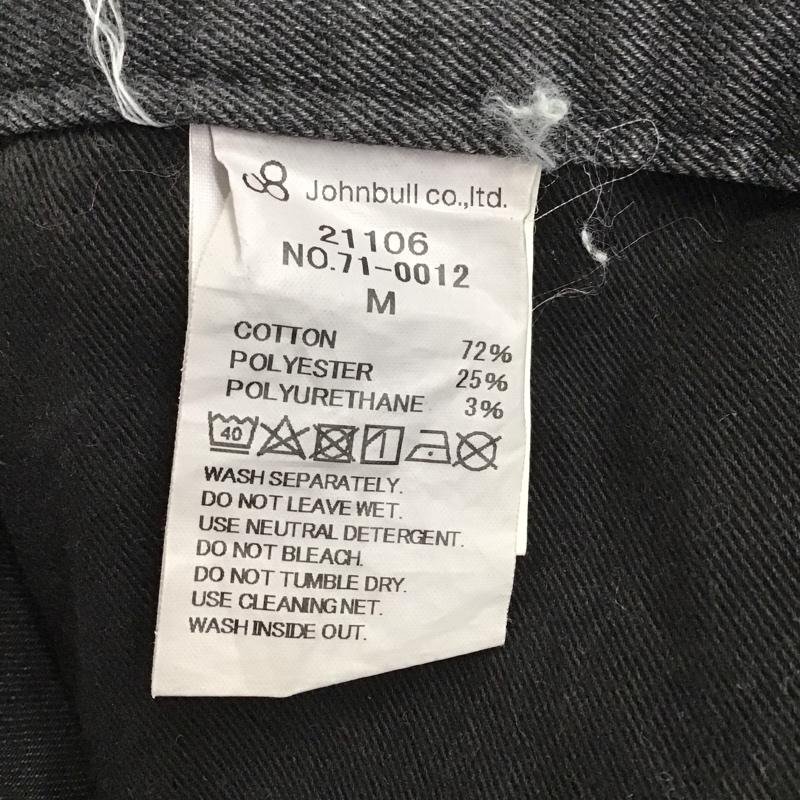 Johnbull co.,ltd.
21106
NO.71-0012
M
COTTON 72%
POLYESTER 25%
POLYURETHANE 3%
40
WASH SEPARATELY.
DO NOT LEAVE WET.
USE NEUTRAL DETERGENT.
DO NOT BLEACH.
DO NOT TUMBLE DRY.
USE CLEANING NET.
WASH INSIDE OUT.